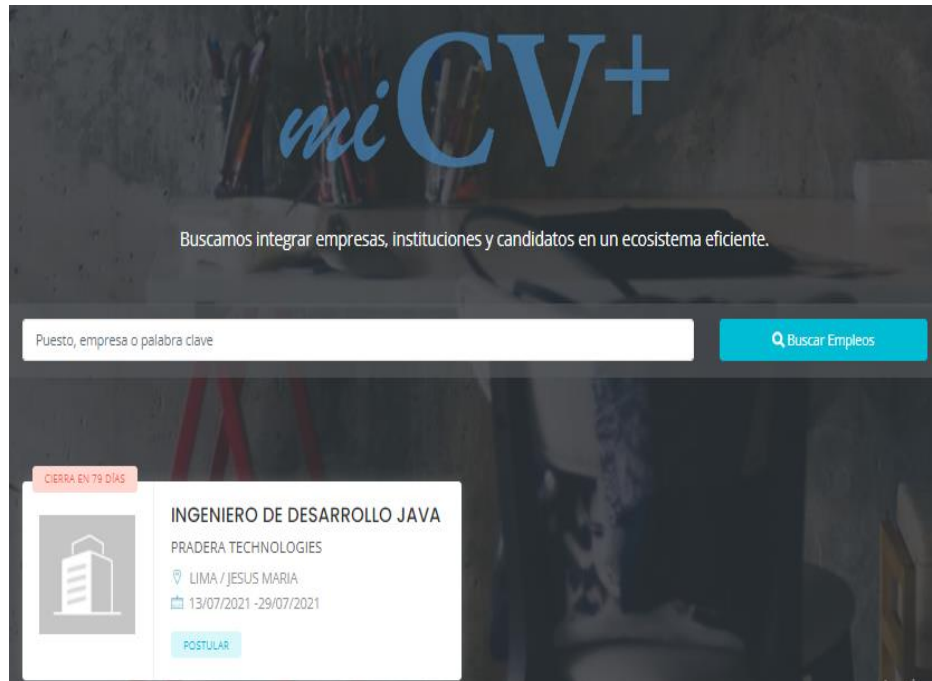 miCV+
Buscamos integrar empresas, instituciones y candidatos en un ecosistema eficiente.
Puesto, empresa o palabra clave
Buscar Empleos
CIERRA EN 79 DÍAS
INGENIERO DE DESARROLLO JAVA
PRADERA TECHNOLOGIES
LIMA / JESUS MARIA
13/07/2021 -29/07/2021
POSTULAR